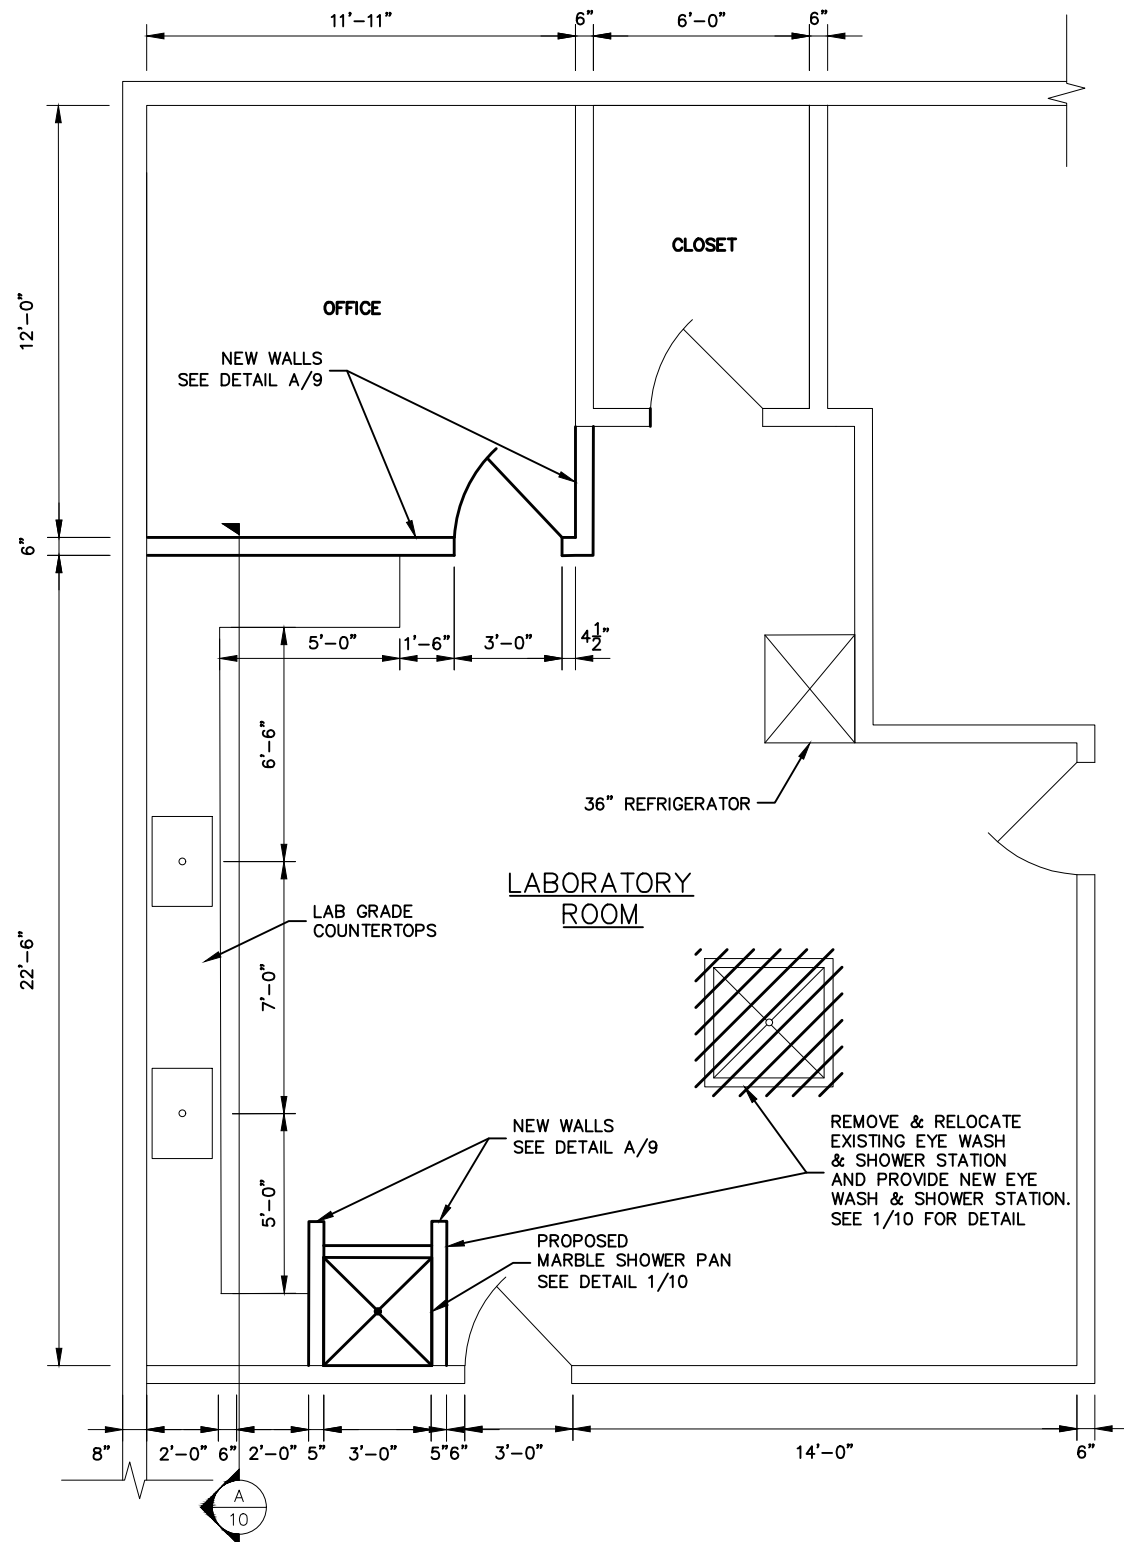 11'-11"
6"
6'-0"
6"
CLOSET
OFFICE
12'-0"
NEW WALLS
SEE DETAIL A/9
6"
5'-0"
1'-6"
3'-0"
4 1/2"
6'-6"
36" REFRIGERATOR
LABORATORY
ROOM
LAB GRADE
COUNTERTOPS
22'-6"
7'-0"
NEW WALLS
SEE DETAIL A/9
REMOVE & RELOCATE
EXISTING EYE WASH
& SHOWER STATION
AND PROVIDE NEW EYE
WASH & SHOWER STATION.
SEE 1/10 FOR DETAIL
5'-0"
PROPOSED
MARBLE SHOWER PAN
SEE DETAIL 1/10
8"
2'-0"
6"
2'-0"
5"
3'-0"
5"
6"
3'-0"
14'-0"
6"
A
10